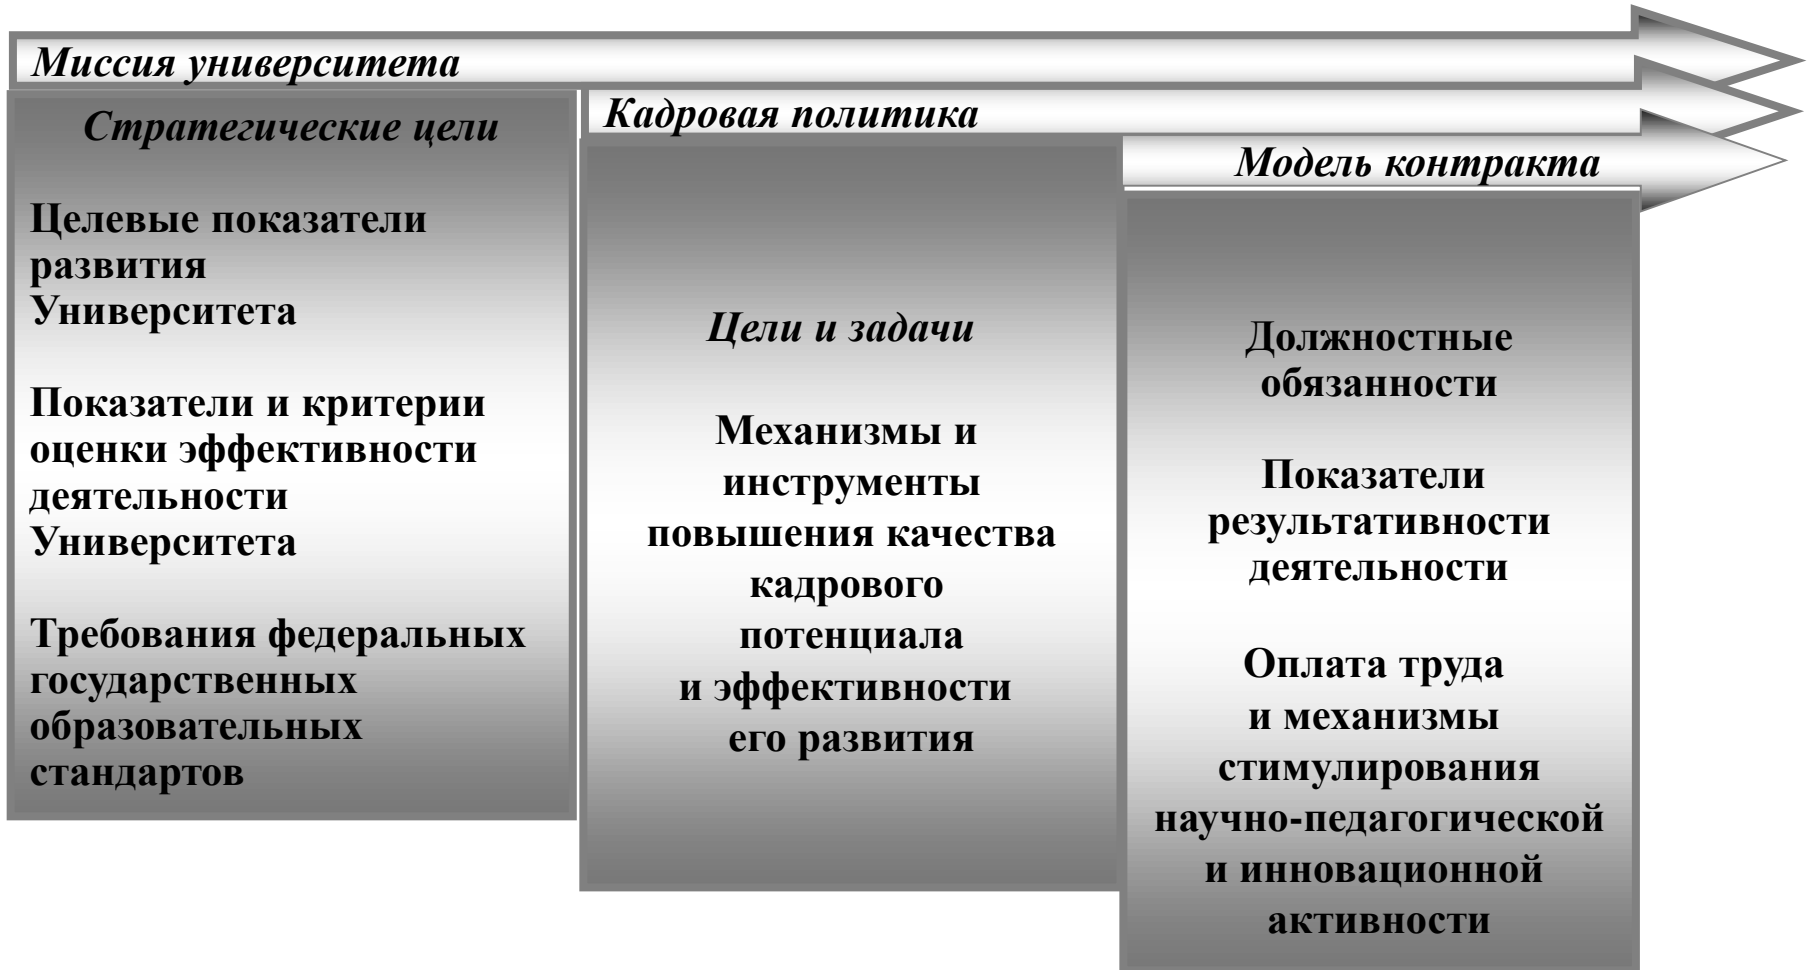 Миссия университета
Стратегические цели
Целевые показатели
развития
Университета
Показатели и критерии
оценки эффективности
деятельности
Университета
Требования федеральных
государственных
образовательных
стандартов
Кадровая политика
Цели и задачи
Механизмы и
инструменты
повышения качества
кадрового
потенциала
и эффективности
его развития
Модель контракта
Должностные
обязанности
Показатели
результативности
деятельности
Оплата труда
и механизмы
стимулирования
научно-педагогической
и инновационной
активности